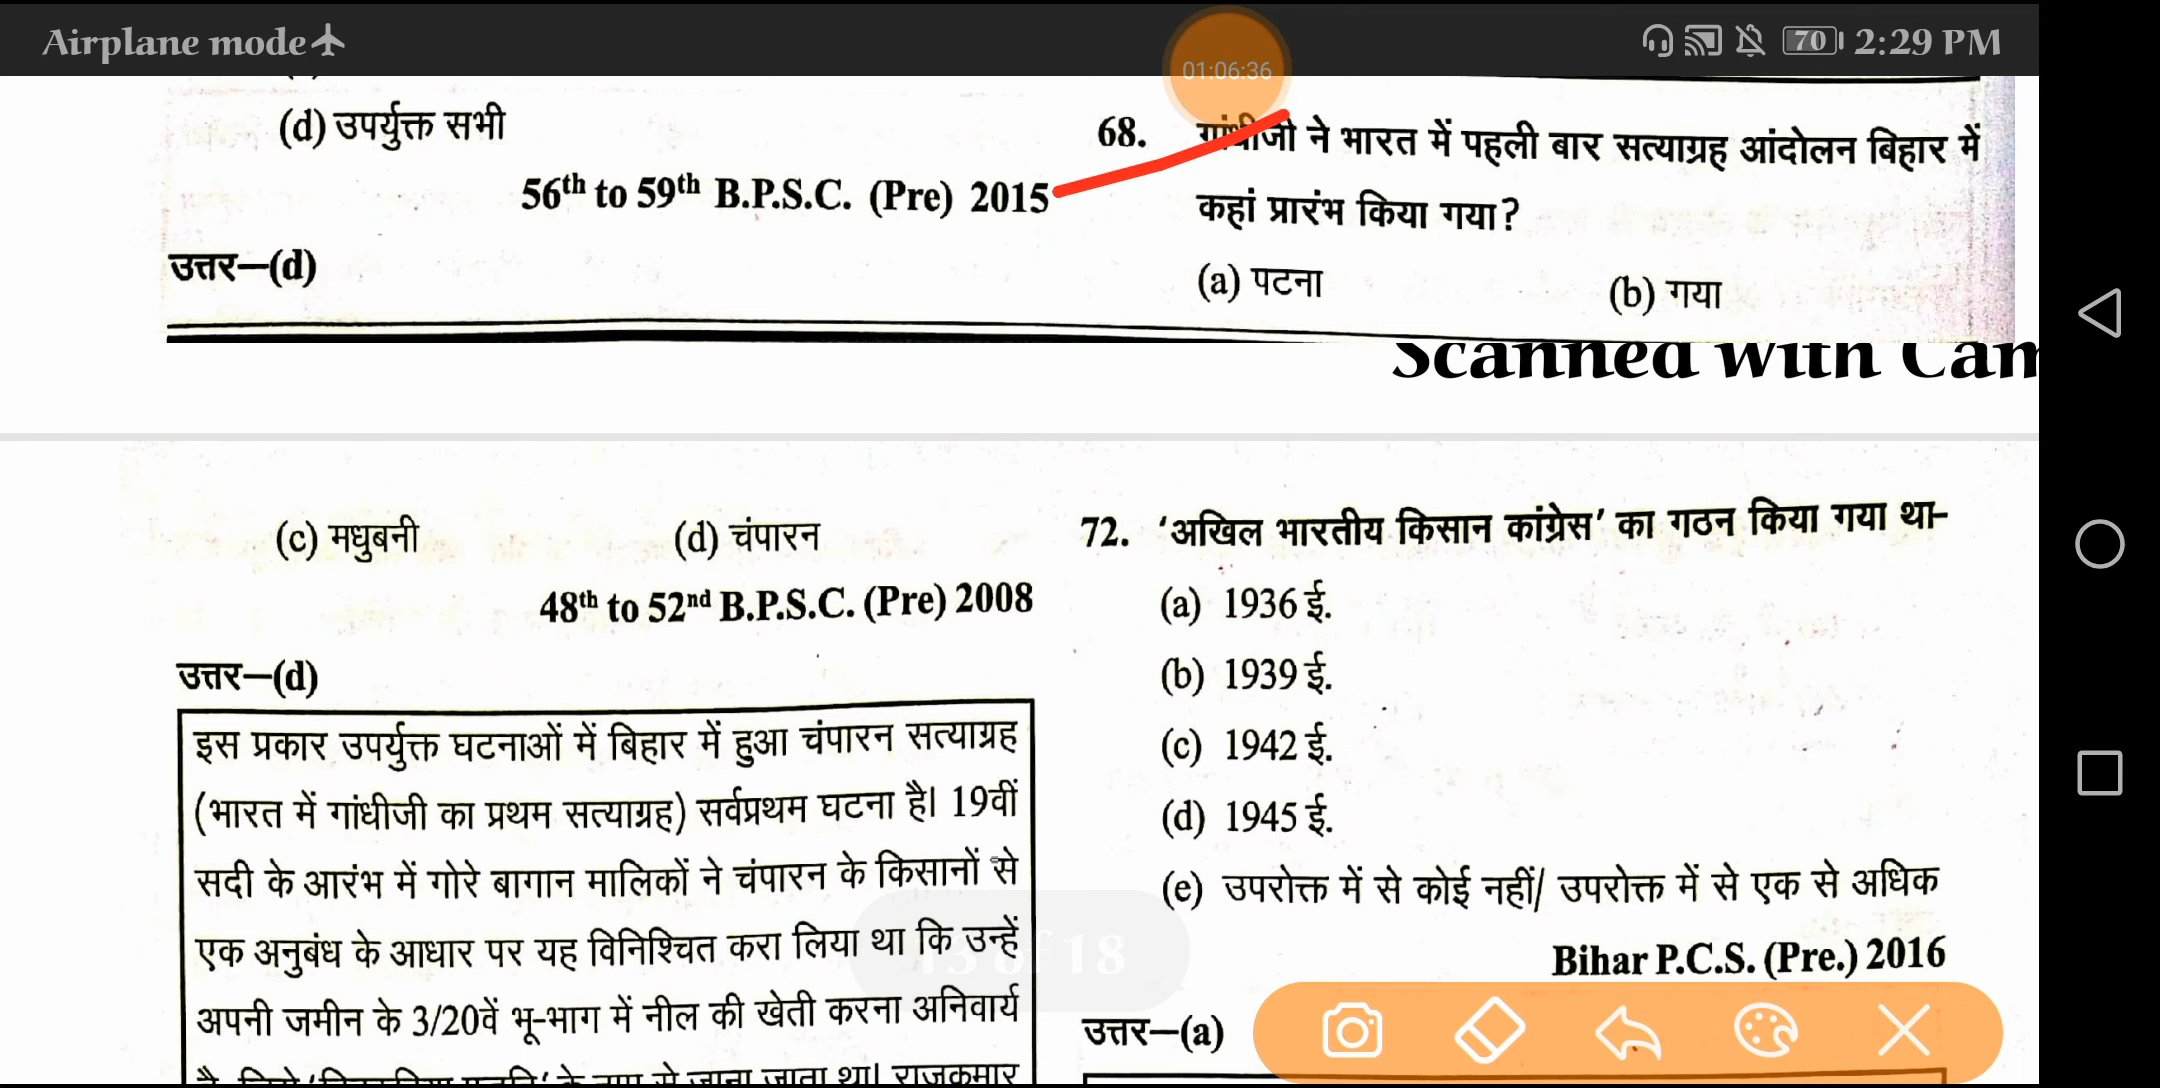 Airplane mode
01:06:36
70 2:29 PM
(d) उपर्युक्त सभी
56th to 59th B.P.S.C. (Pre) 2015
उत्तर–(d)
68. गांधीजी ने भारत में पहली बार सत्याग्रह आंदोलन बिहार में
कहां प्रारंभ किया गया?
(a) पटना (b) गया
Scanned with Cam
(c) मधुबनी (d) चंपारन
48th to 52nd B.P.S.C. (Pre) 2008
उत्तर–(d)
इस प्रकार उपर्युक्त घटनाओं में बिहार में हुआ चंपारन सत्याग्रह
(भारत में गांधीजी का प्रथम सत्याग्रह) सर्वप्रथम घटना है। 19वीं
सदी के आरंभ में गोरे बागान मालिकों ने चंपारन के किसानों से
एक अनुबंध के आधार पर यह विनिश्चित करा लिया था कि उन्हें
अपनी जमीन के 3/20वें भू-भाग में नील की खेती करना अनिवार्य
72. ‘अखिल भारतीय किसान कांग्रेस’ का गठन किया गया था-
(a) 1936 ई.
(b) 1939 ई.
(c) 1942 ई.
(d) 1945 ई.
(e) उपरोक्त में से कोई नहीं/ उपरोक्त में से एक से अधिक
Bihar P.C.S. (Pre.) 2016
उत्तर–(a)
13 of 18